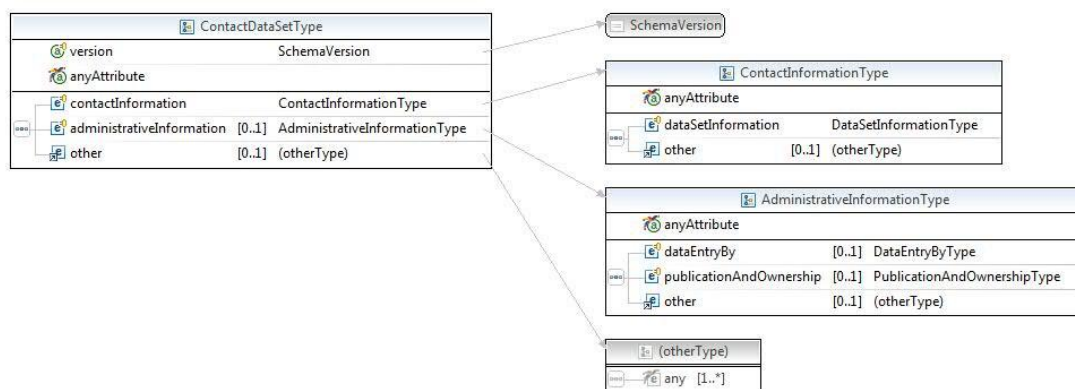 ContactDataSetType
version SchemaVersion
anyAttribute
contactInformation ContactInformationType
administrativeInformation [0..1] AdministrativeInformationType
other [0..1] (otherType)
SchemaVersion
ContactInformationType
anyAttribute
dataSetInformation DataSetInformationType
other [0..1] (otherType)
AdministrativeInformationType
anyAttribute
dataEntryBy [0..1] DataEntryByType
publicationAndOwnership [0..1] PublicationAndOwnershipType
other [0..1] (otherType)
(otherType)
any [1..*]